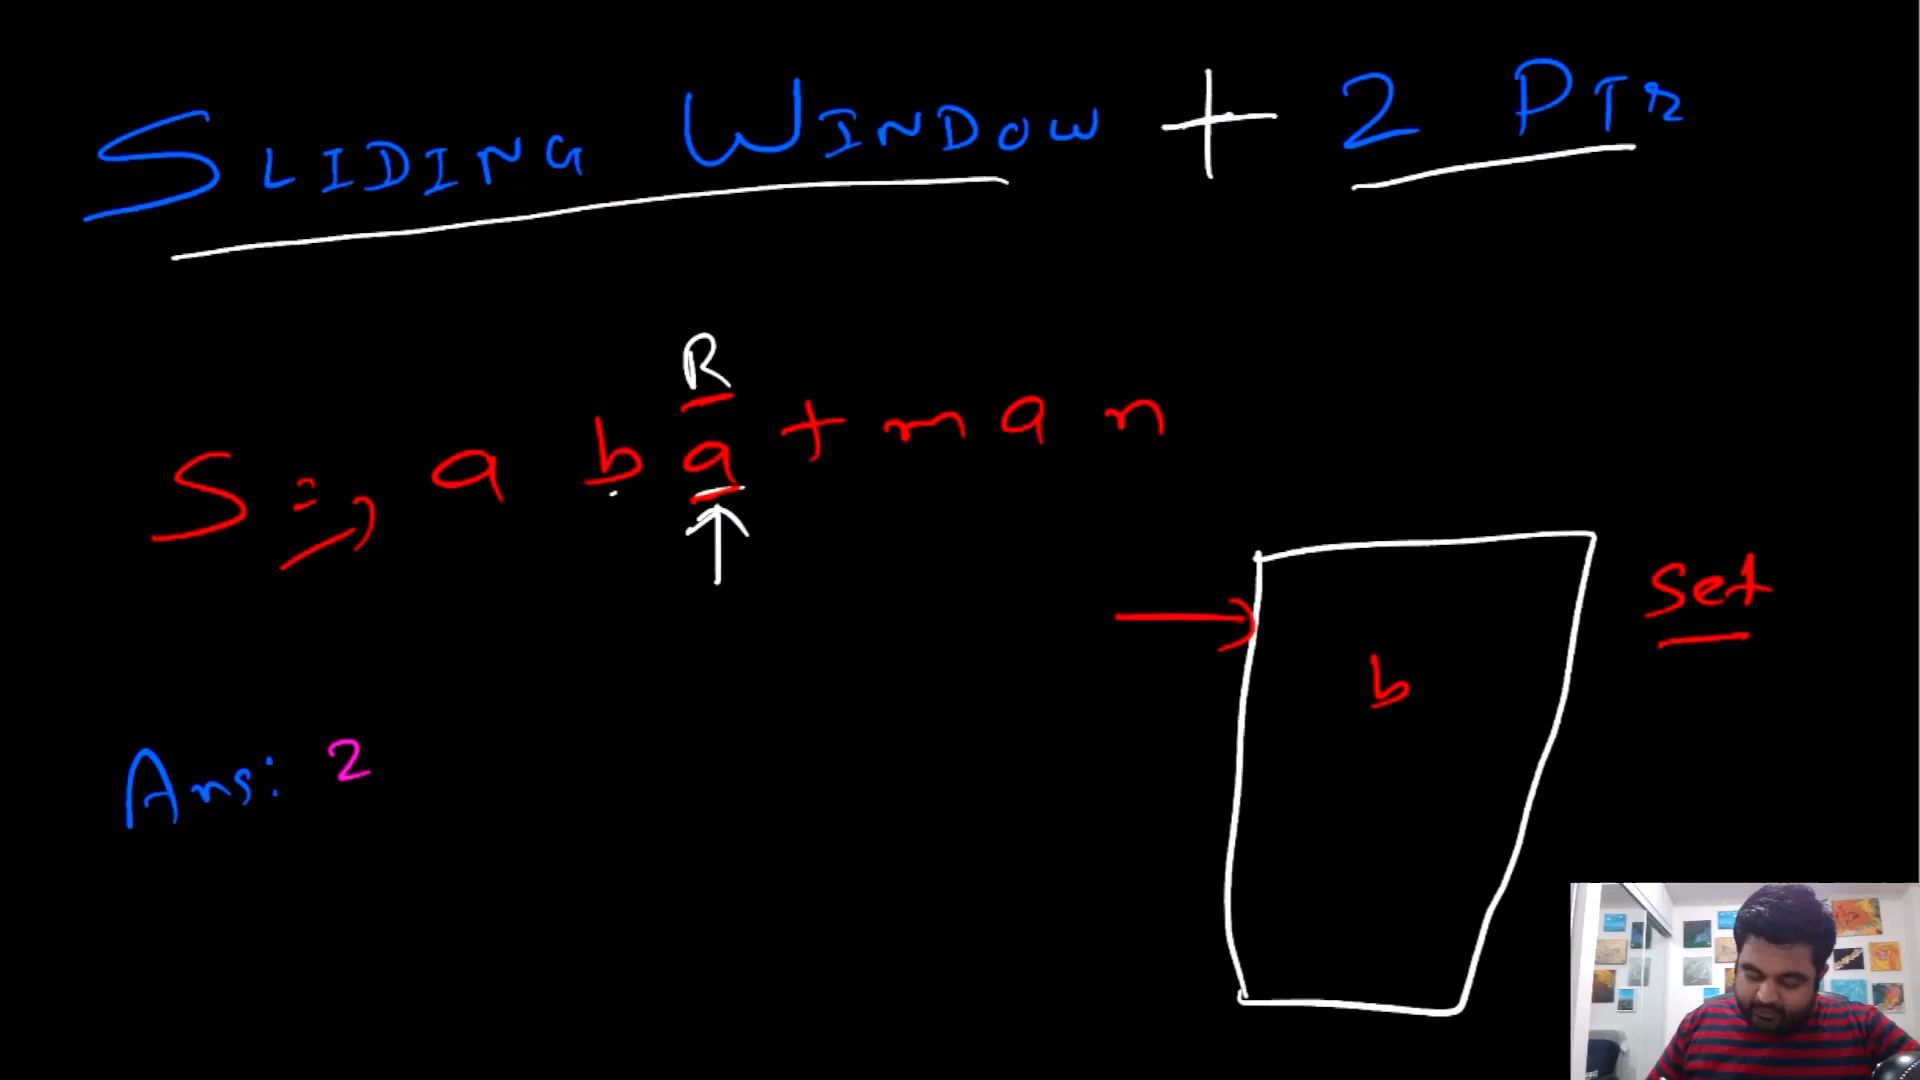 SLIDING WINDOW + 2 PTR
R
S => a b a t m a n
Set
b
Ans: 2